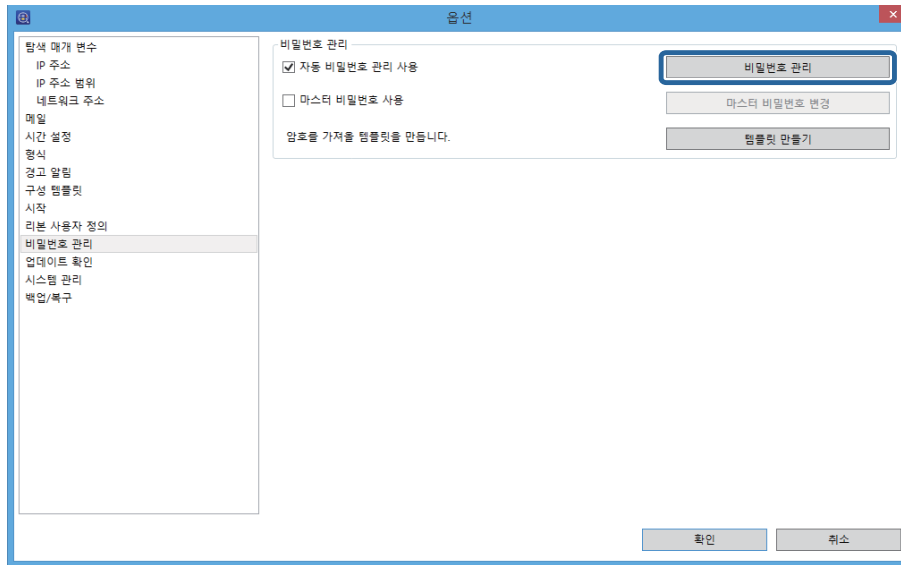 옵션
탐색 매개 변수
IP 주소
IP 주소 범위
네트워크 주소
메일
시간 설정
형식
경고 알림
구성 템플릿
시작
리본 사용자 정의
비밀번호 관리
업데이트 확인
시스템 관리
백업/복구
비밀번호 관리
자동 비밀번호 관리 사용
비밀번호 관리
마스터 비밀번호 사용
마스터 비밀번호 변경
암호를 가져올 템플릿을 만듭니다.
템플릿 만들기
확인
취소